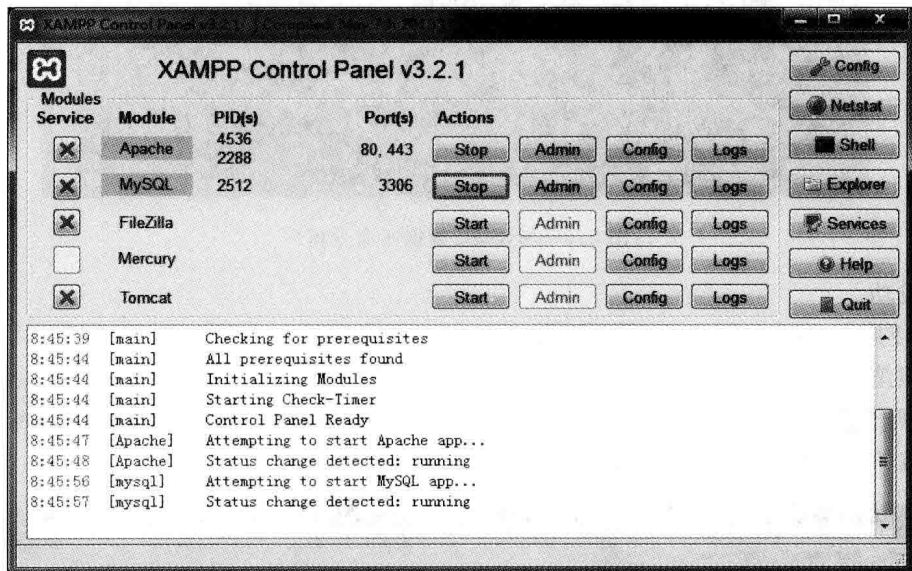 XAMPP Control Panel v3.2.1
XAMPP Control Panel v3.2.1
Config
Modules
Service Module PID(s) Port(s) Actions
Netstat
Apache 4536 2288 80, 443 Stop Admin Config Logs
Shell
MySQL 2512 3306 Stop Admin Config Logs
Explorer
FileZilla Start Admin Config Logs
Services
Mercury Start Admin Config Logs
Help
Tomcat Start Admin Config Logs
Quit
8:45:39 [main] Checking for prerequisites
8:45:44 [main] All prerequisites found
8:45:44 [main] Initializing Modules
8:45:44 [main] Starting Check-Timer
8:45:44 [main] Control Panel Ready
8:45:47 [Apache] Attempting to start Apache app...
8:45:48 [Apache] Status change detected: running
8:45:56 [mysql] Attempting to start MySQL app...
8:45:57 [mysql] Status change detected: running